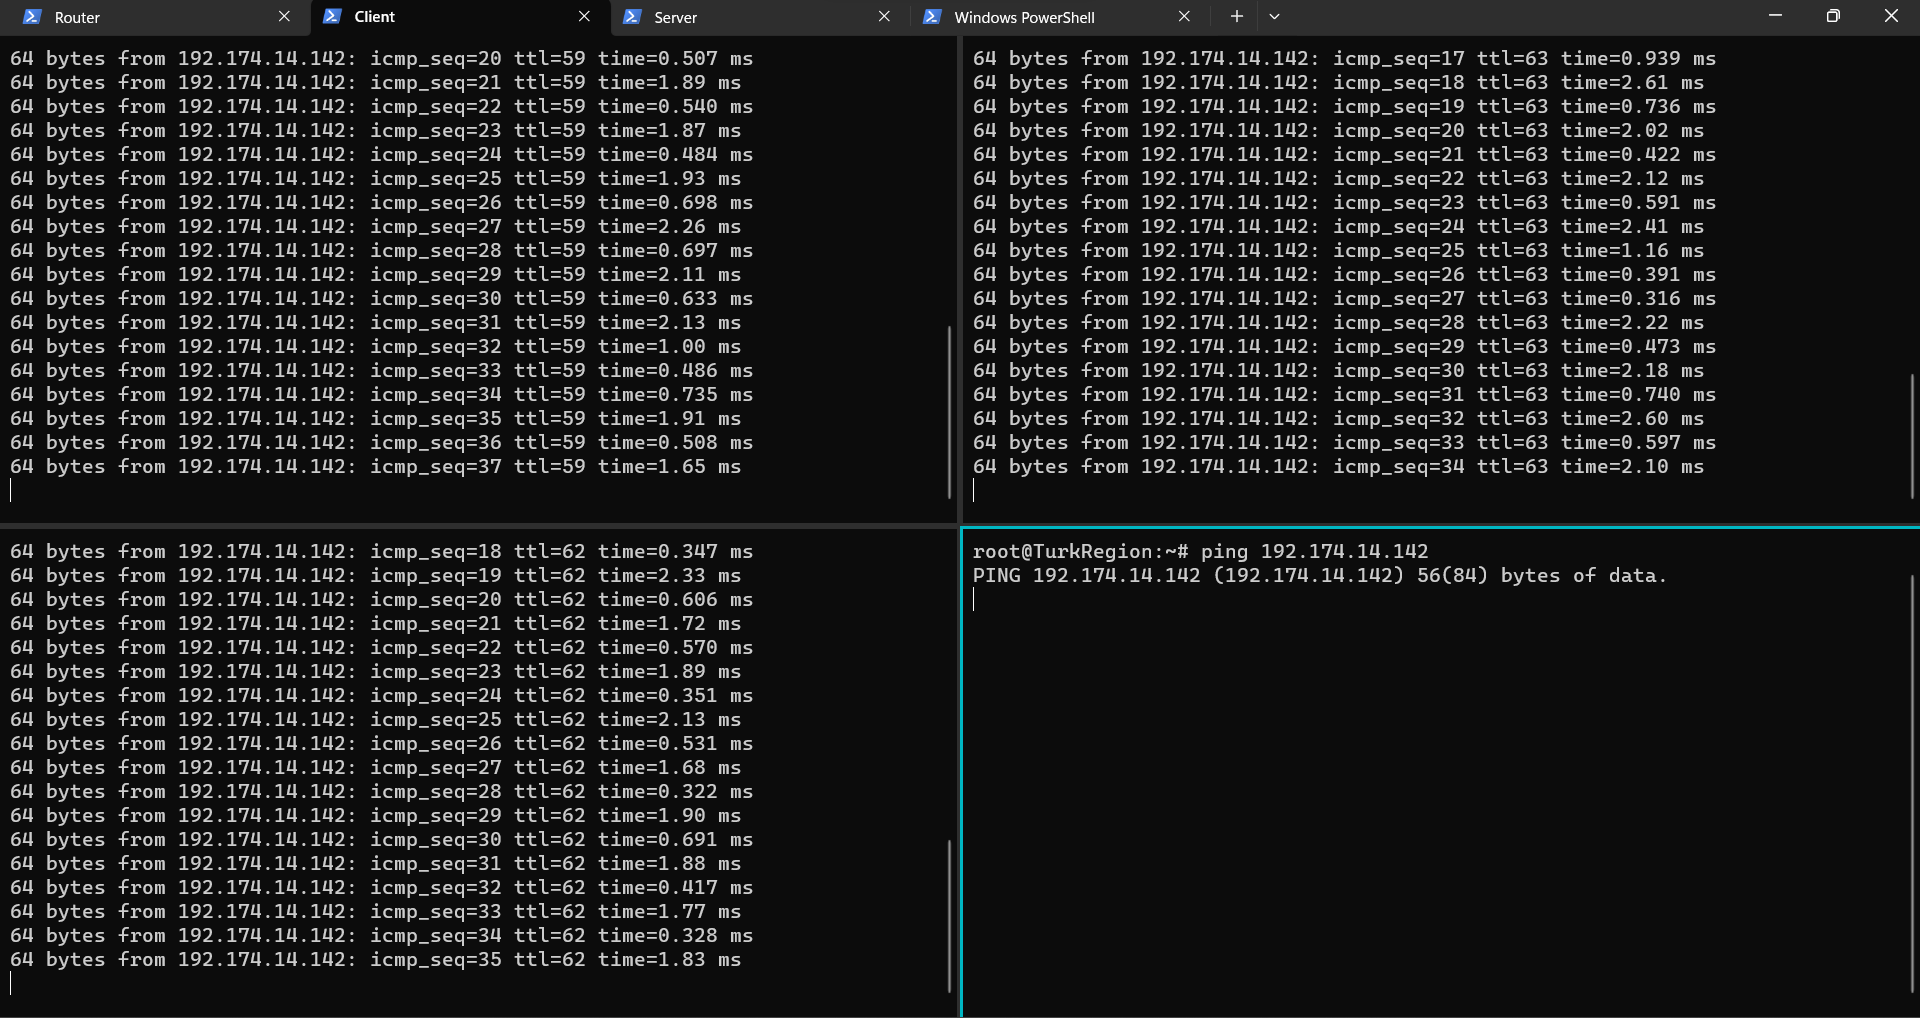 Router
Client
Server
Windows PowerShell
64 bytes from 192.174.14.142: icmp_seq=20 ttl=59 time=0.507 ms
64 bytes from 192.174.14.142: icmp_seq=21 ttl=59 time=1.89 ms
64 bytes from 192.174.14.142: icmp_seq=22 ttl=59 time=0.540 ms
64 bytes from 192.174.14.142: icmp_seq=23 ttl=59 time=1.87 ms
64 bytes from 192.174.14.142: icmp_seq=24 ttl=59 time=0.484 ms
64 bytes from 192.174.14.142: icmp_seq=25 ttl=59 time=1.93 ms
64 bytes from 192.174.14.142: icmp_seq=26 ttl=59 time=0.698 ms
64 bytes from 192.174.14.142: icmp_seq=27 ttl=59 time=2.26 ms
64 bytes from 192.174.14.142: icmp_seq=28 ttl=59 time=0.697 ms
64 bytes from 192.174.14.142: icmp_seq=29 ttl=59 time=2.11 ms
64 bytes from 192.174.14.142: icmp_seq=30 ttl=59 time=0.633 ms
64 bytes from 192.174.14.142: icmp_seq=31 ttl=59 time=2.13 ms
64 bytes from 192.174.14.142: icmp_seq=32 ttl=59 time=1.00 ms
64 bytes from 192.174.14.142: icmp_seq=33 ttl=59 time=0.486 ms
64 bytes from 192.174.14.142: icmp_seq=34 ttl=59 time=0.735 ms
64 bytes from 192.174.14.142: icmp_seq=35 ttl=59 time=1.91 ms
64 bytes from 192.174.14.142: icmp_seq=36 ttl=59 time=0.508 ms
64 bytes from 192.174.14.142: icmp_seq=37 ttl=59 time=1.65 ms
64 bytes from 192.174.14.142: icmp_seq=17 ttl=63 time=0.939 ms
64 bytes from 192.174.14.142: icmp_seq=18 ttl=63 time=2.61 ms
64 bytes from 192.174.14.142: icmp_seq=19 ttl=63 time=0.736 ms
64 bytes from 192.174.14.142: icmp_seq=20 ttl=63 time=2.02 ms
64 bytes from 192.174.14.142: icmp_seq=21 ttl=63 time=0.422 ms
64 bytes from 192.174.14.142: icmp_seq=22 ttl=63 time=2.12 ms
64 bytes from 192.174.14.142: icmp_seq=23 ttl=63 time=0.591 ms
64 bytes from 192.174.14.142: icmp_seq=24 ttl=63 time=2.41 ms
64 bytes from 192.174.14.142: icmp_seq=25 ttl=63 time=1.16 ms
64 bytes from 192.174.14.142: icmp_seq=26 ttl=63 time=0.391 ms
64 bytes from 192.174.14.142: icmp_seq=27 ttl=63 time=0.316 ms
64 bytes from 192.174.14.142: icmp_seq=28 ttl=63 time=2.22 ms
64 bytes from 192.174.14.142: icmp_seq=29 ttl=63 time=0.473 ms
64 bytes from 192.174.14.142: icmp_seq=30 ttl=63 time=2.18 ms
64 bytes from 192.174.14.142: icmp_seq=31 ttl=63 time=0.740 ms
64 bytes from 192.174.14.142: icmp_seq=32 ttl=63 time=2.60 ms
64 bytes from 192.174.14.142: icmp_seq=33 ttl=63 time=0.597 ms
64 bytes from 192.174.14.142: icmp_seq=34 ttl=63 time=2.10 ms
64 bytes from 192.174.14.142: icmp_seq=18 ttl=62 time=0.347 ms
64 bytes from 192.174.14.142: icmp_seq=19 ttl=62 time=2.33 ms
64 bytes from 192.174.14.142: icmp_seq=20 ttl=62 time=0.606 ms
64 bytes from 192.174.14.142: icmp_seq=21 ttl=62 time=1.72 ms
64 bytes from 192.174.14.142: icmp_seq=22 ttl=62 time=0.570 ms
64 bytes from 192.174.14.142: icmp_seq=23 ttl=62 time=1.89 ms
64 bytes from 192.174.14.142: icmp_seq=24 ttl=62 time=0.351 ms
64 bytes from 192.174.14.142: icmp_seq=25 ttl=62 time=2.13 ms
64 bytes from 192.174.14.142: icmp_seq=26 ttl=62 time=0.531 ms
64 bytes from 192.174.14.142: icmp_seq=27 ttl=62 time=1.68 ms
64 bytes from 192.174.14.142: icmp_seq=28 ttl=62 time=0.322 ms
64 bytes from 192.174.14.142: icmp_seq=29 ttl=62 time=1.90 ms
64 bytes from 192.174.14.142: icmp_seq=30 ttl=62 time=0.691 ms
64 bytes from 192.174.14.142: icmp_seq=31 ttl=62 time=1.88 ms
64 bytes from 192.174.14.142: icmp_seq=32 ttl=62 time=0.417 ms
64 bytes from 192.174.14.142: icmp_seq=33 ttl=62 time=1.77 ms
64 bytes from 192.174.14.142: icmp_seq=34 ttl=62 time=0.328 ms
64 bytes from 192.174.14.142: icmp_seq=35 ttl=62 time=1.83 ms
root@TurkRegion:~# ping 192.174.14.142
PING 192.174.14.142 (192.174.14.142) 56(84) bytes of data.